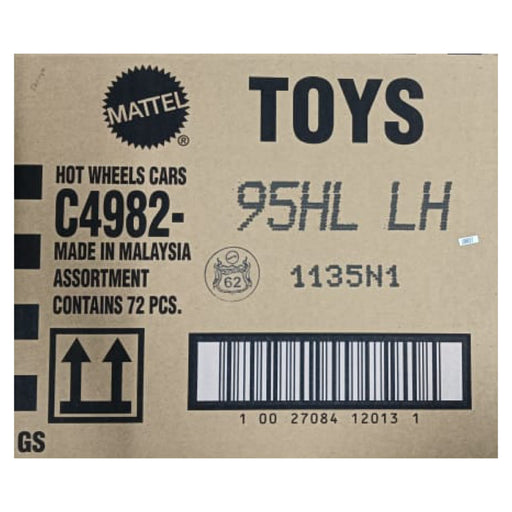 MATTEL
®
TOYS
HOT WHEELS CARS
C4982-
95HL LH
MADE IN MALAYSIA
ASSORTMENT
CONTAINS 72 PCS.
62
1135N1
1 00 27084 12013 1
GS